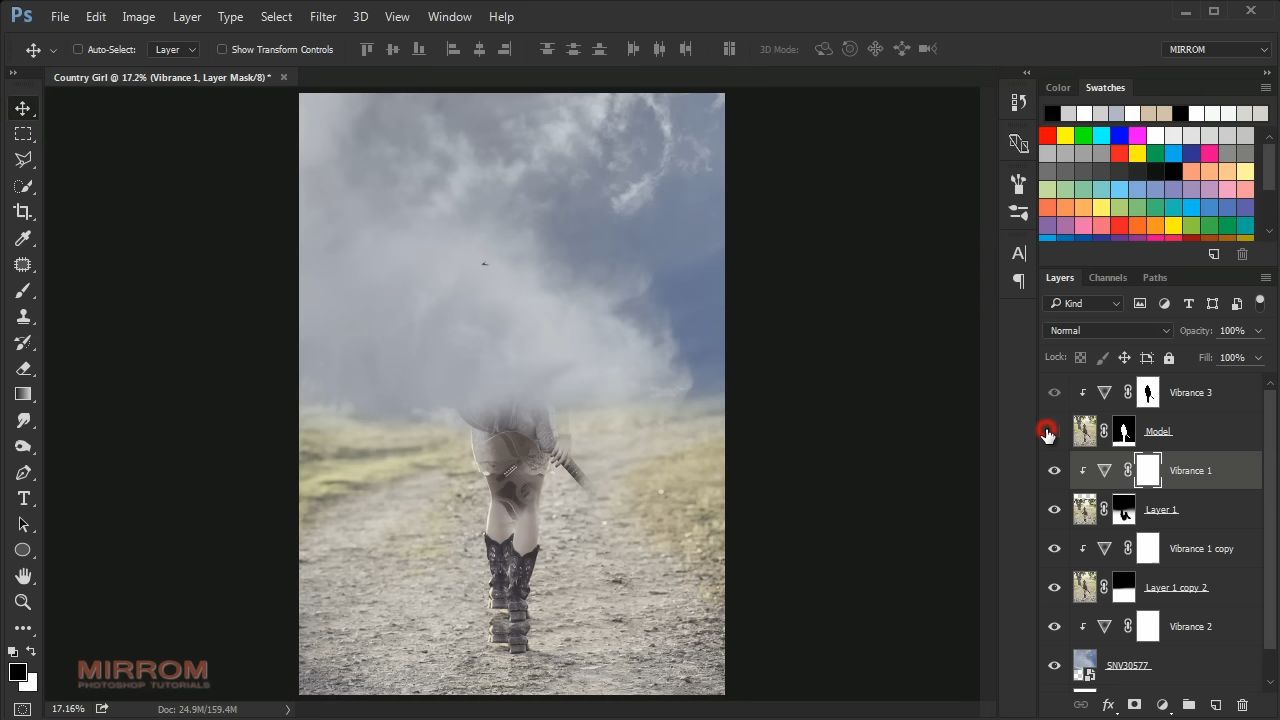 Ps File Edit Image Layer Type Select Filter 3D View Window Help
Auto-Select: Layer Show Transform Controls 3D Mode: MIRROM
Country Girl @ 17.2% (Vibrance 1, Layer Mask/8) * ×
Color Swatches
Layers Channels Paths
Kind
Normal Opacity: 100%
Lock: Fill: 100%
Vibrance 3
Model
Vibrance 1
Layer 1
Vibrance 1 copy
Layer 1 copy 2
Vibrance 2
SNV30577
MIRROM
PHOTOSHOP TUTORIALS
17.16% Doc: 24.9M/159.4M